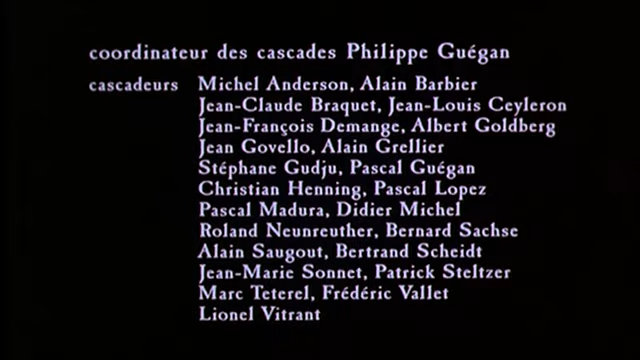 coordinateur des cascades Philippe Guégan
cascadeurs Michel Anderson, Alain Barbier
Jean-Claude Braquet, Jean-Louis Ceyleron
Jean-François Demange, Albert Goldberg
Jean Govello, Alain Grellier
Stéphane Gudju, Pascal Guégan
Christian Henning, Pascal Lopez
Pascal Madura, Didier Michel
Roland Neunreuther, Bernard Sachse
Alain Saugout, Bertrand Scheidt
Jean-Marie Sonnet, Patrick Steltzer
Marc Teterel, Frédéric Vallet
Lionel Vitrant